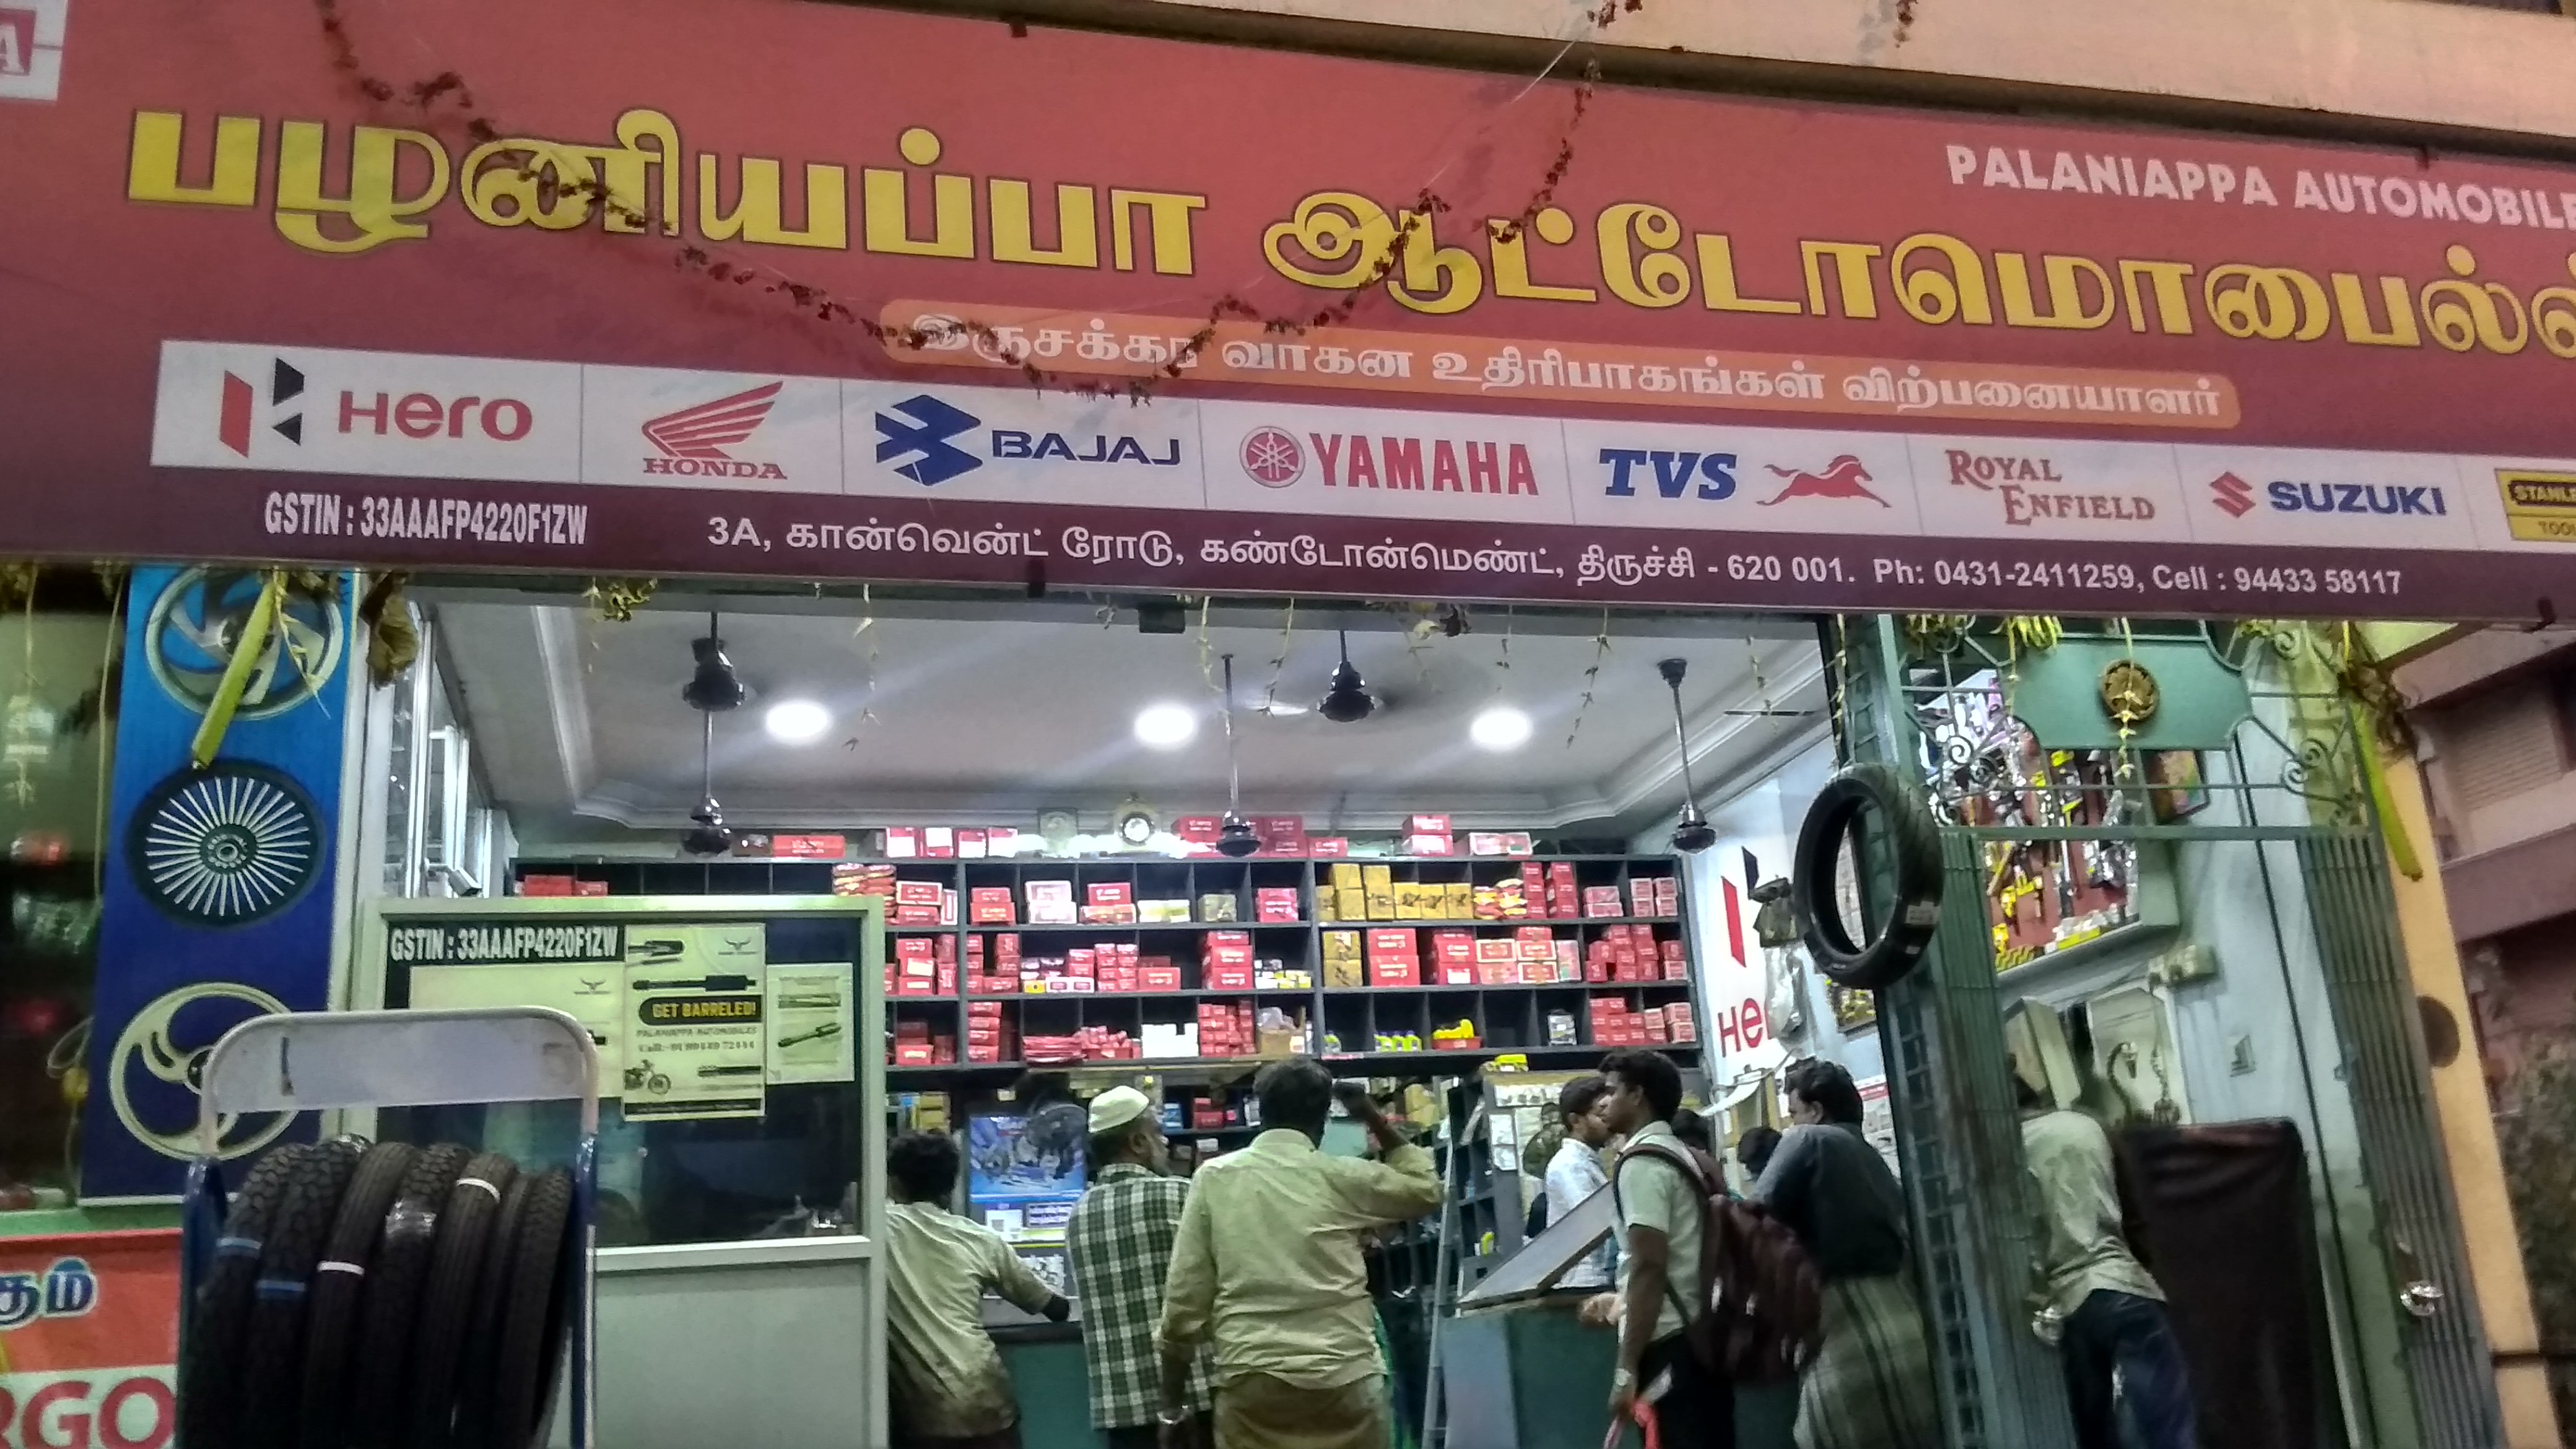 PALANIAPPA AUTOMOBILE
பழனியப்பா ஆட்டோமொபைல்
இருசக்கர வாகன உதிரிபாகங்கள் விற்பனையாளர்
Hero HONDA BAJAJ YAMAHA TVS ROYAL ENFIELD SUZUKI
GSTIN : 33AAAFP4220F1ZW
3A, கான்வென்ட் ரோடு, கண்டோன்மெண்ட், திருச்சி - 620 001. Ph: 0431-2411259, Cell : 94433 58117
GSTIN : 33AAAFP4220F1ZW
GET BARRELED!
PALANIAPPA AUTOMOBILES
RGO